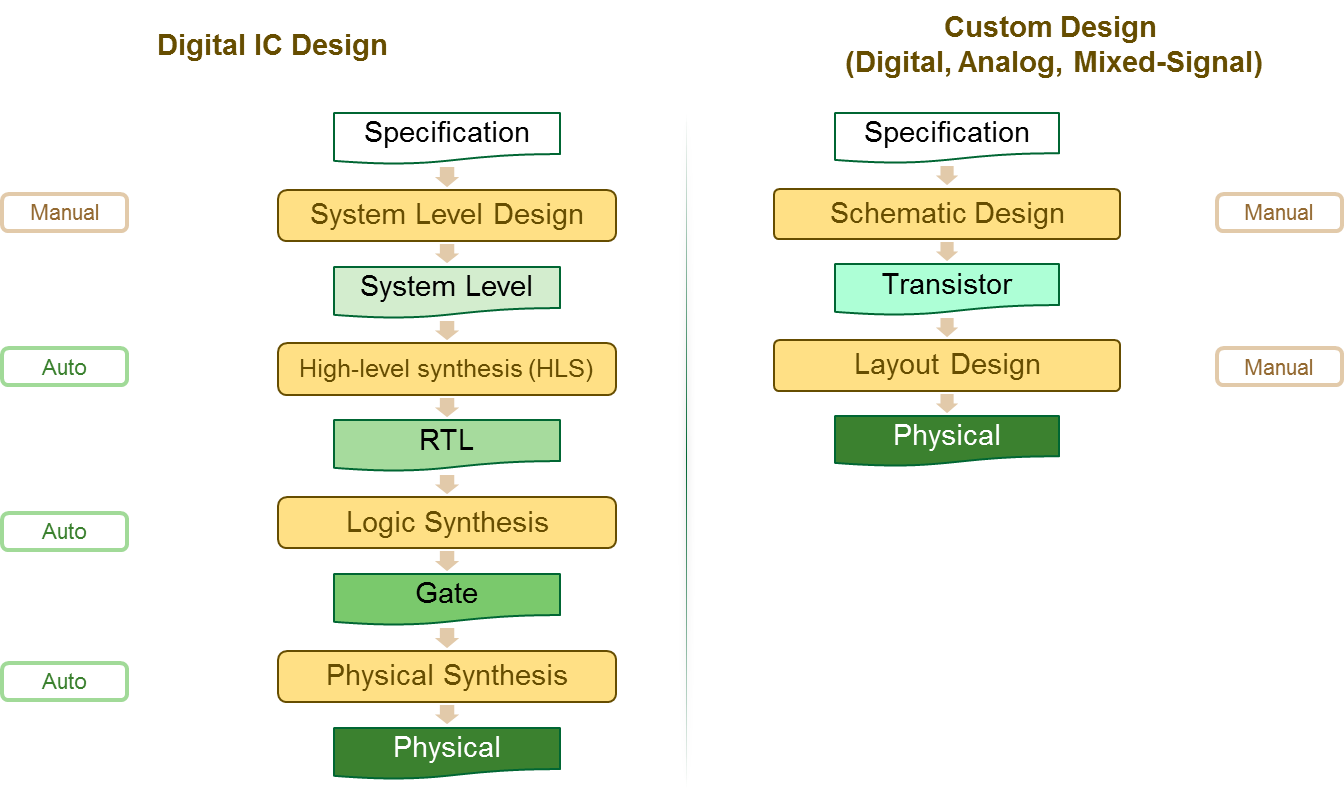 Digital IC Design
Specification
Manual
System Level Design
System Level
Auto
High-level synthesis (HLS)
RTL
Auto
Logic Synthesis
Gate
Auto
Physical Synthesis
Physical
Custom Design
(Digital, Analog, Mixed-Signal)
Specification
Schematic Design
Manual
Transistor
Layout Design
Manual
Physical